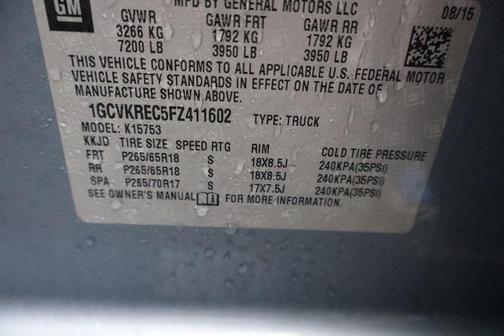 MFD BY GENERAL MOTORS LLC
GM 08/15
GVWR GAWR FRT GAWR RR
3266 KG 1792 KG 1792 KG
7200 LB 3950 LB 3950 LB
THIS VEHICLE CONFORMS TO ALL APPLICABLE U.S. FEDERAL MOTOR
VEHICLE SAFETY STANDARDS IN EFFECT ON THE DATE OF
MANUFACTURE SHOWN ABOVE.
1GCVKREC5FZ411602 TYPE: TRUCK
MODEL: K15753
KKJD TIRE SIZE SPEED RTG RIM COLD TIRE PRESSURE
FRT P265/65R18 S 18X8.5J 240KPA(35PSI)
RR P265/65R18 S 18X8.5J 240KPA(35PSI)
SPA P265/70R17 S 17X7.5J 240KPA(35PSI)
SEE OWNER'S MANUAL FOR MORE INFORMATION.